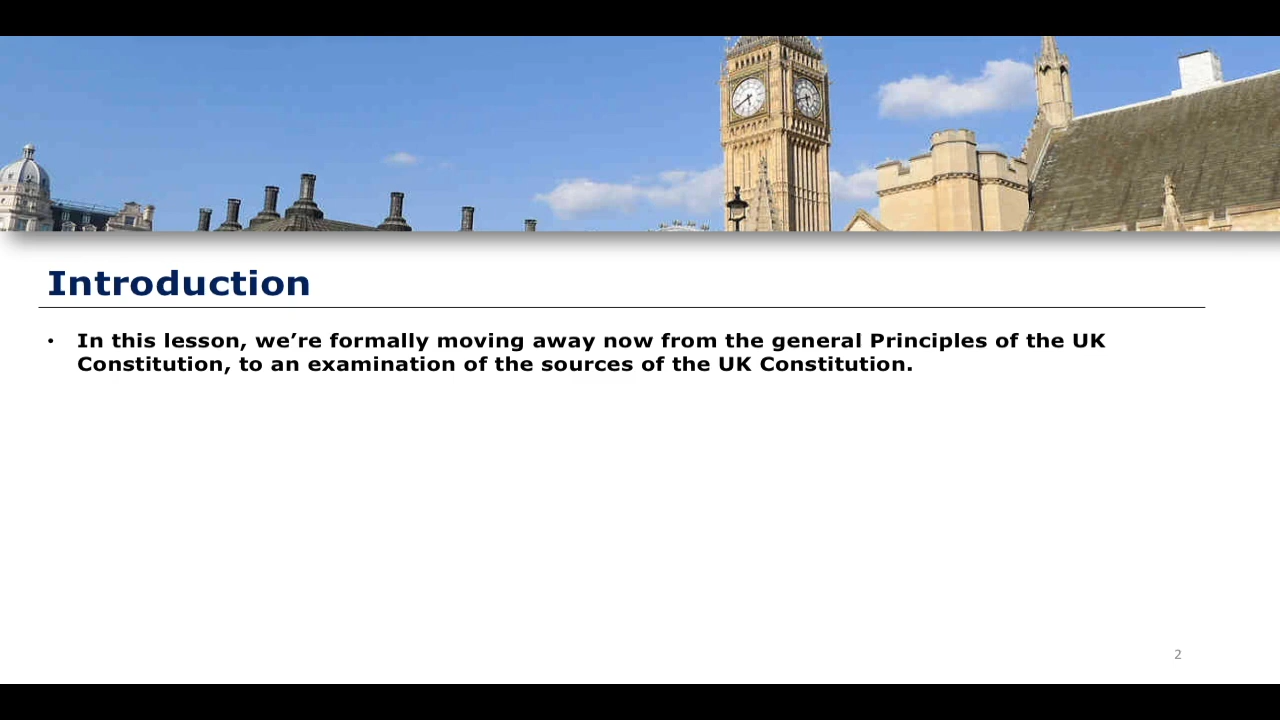 Introduction
• In this lesson, we’re formally moving away now from the general Principles of the UK
Constitution, to an examination of the sources of the UK Constitution.
2